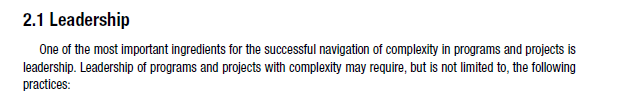 2.1 Leadership
One of the most important ingredients for the successful navigation of complexity in programs and projects is
leadership. Leadership of programs and projects with complexity may require, but is not limited to, the following
practices: